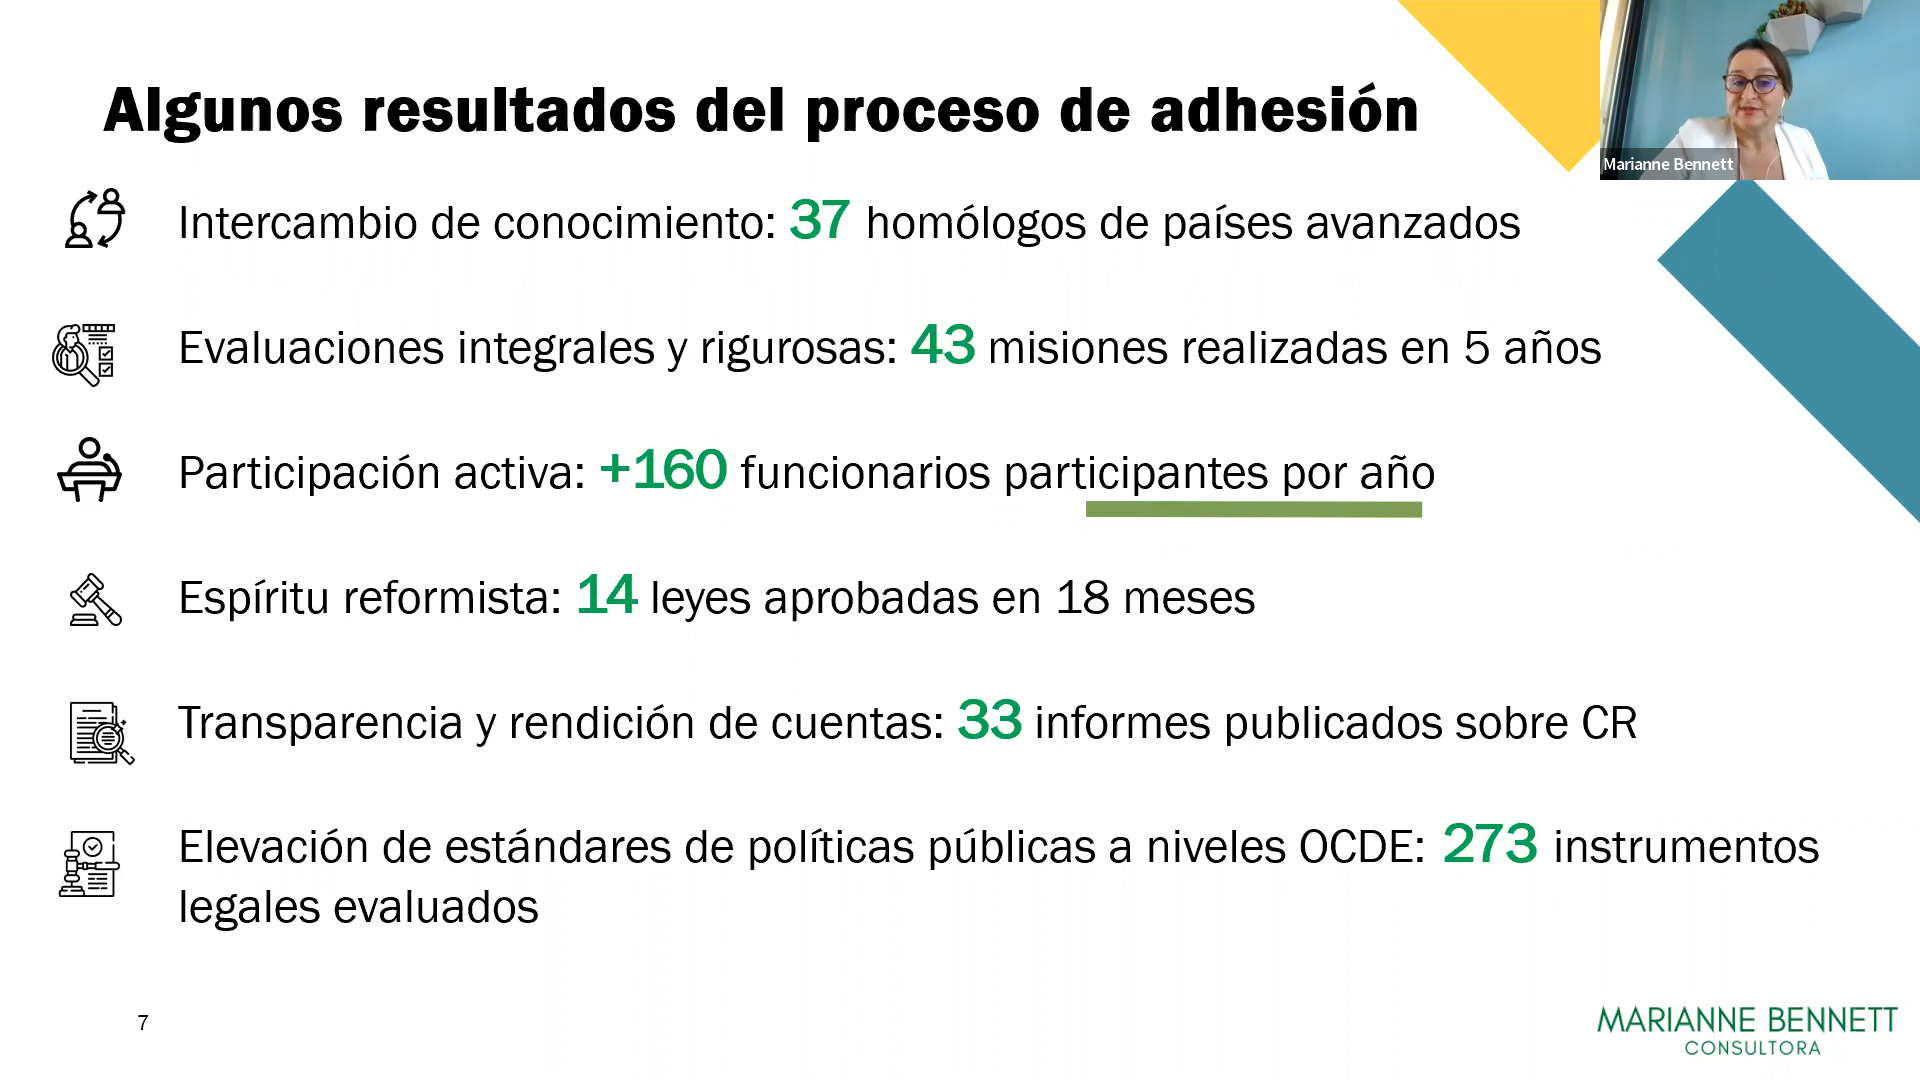 Algunos resultados del proceso de adhesión
Marianne Bennett
Intercambio de conocimiento: 37 homólogos de países avanzados
Evaluaciones integrales y rigurosas: 43 misiones realizadas en 5 años
Participación activa: +160 funcionarios participantes por año
Espíritu reformista: 14 leyes aprobadas en 18 meses
Transparencia y rendición de cuentas: 33 informes publicados sobre CR
Elevación de estándares de políticas públicas a niveles OCDE: 273 instrumentos
legales evaluados
7
MARIANNE BENNETT
CONSULTORA